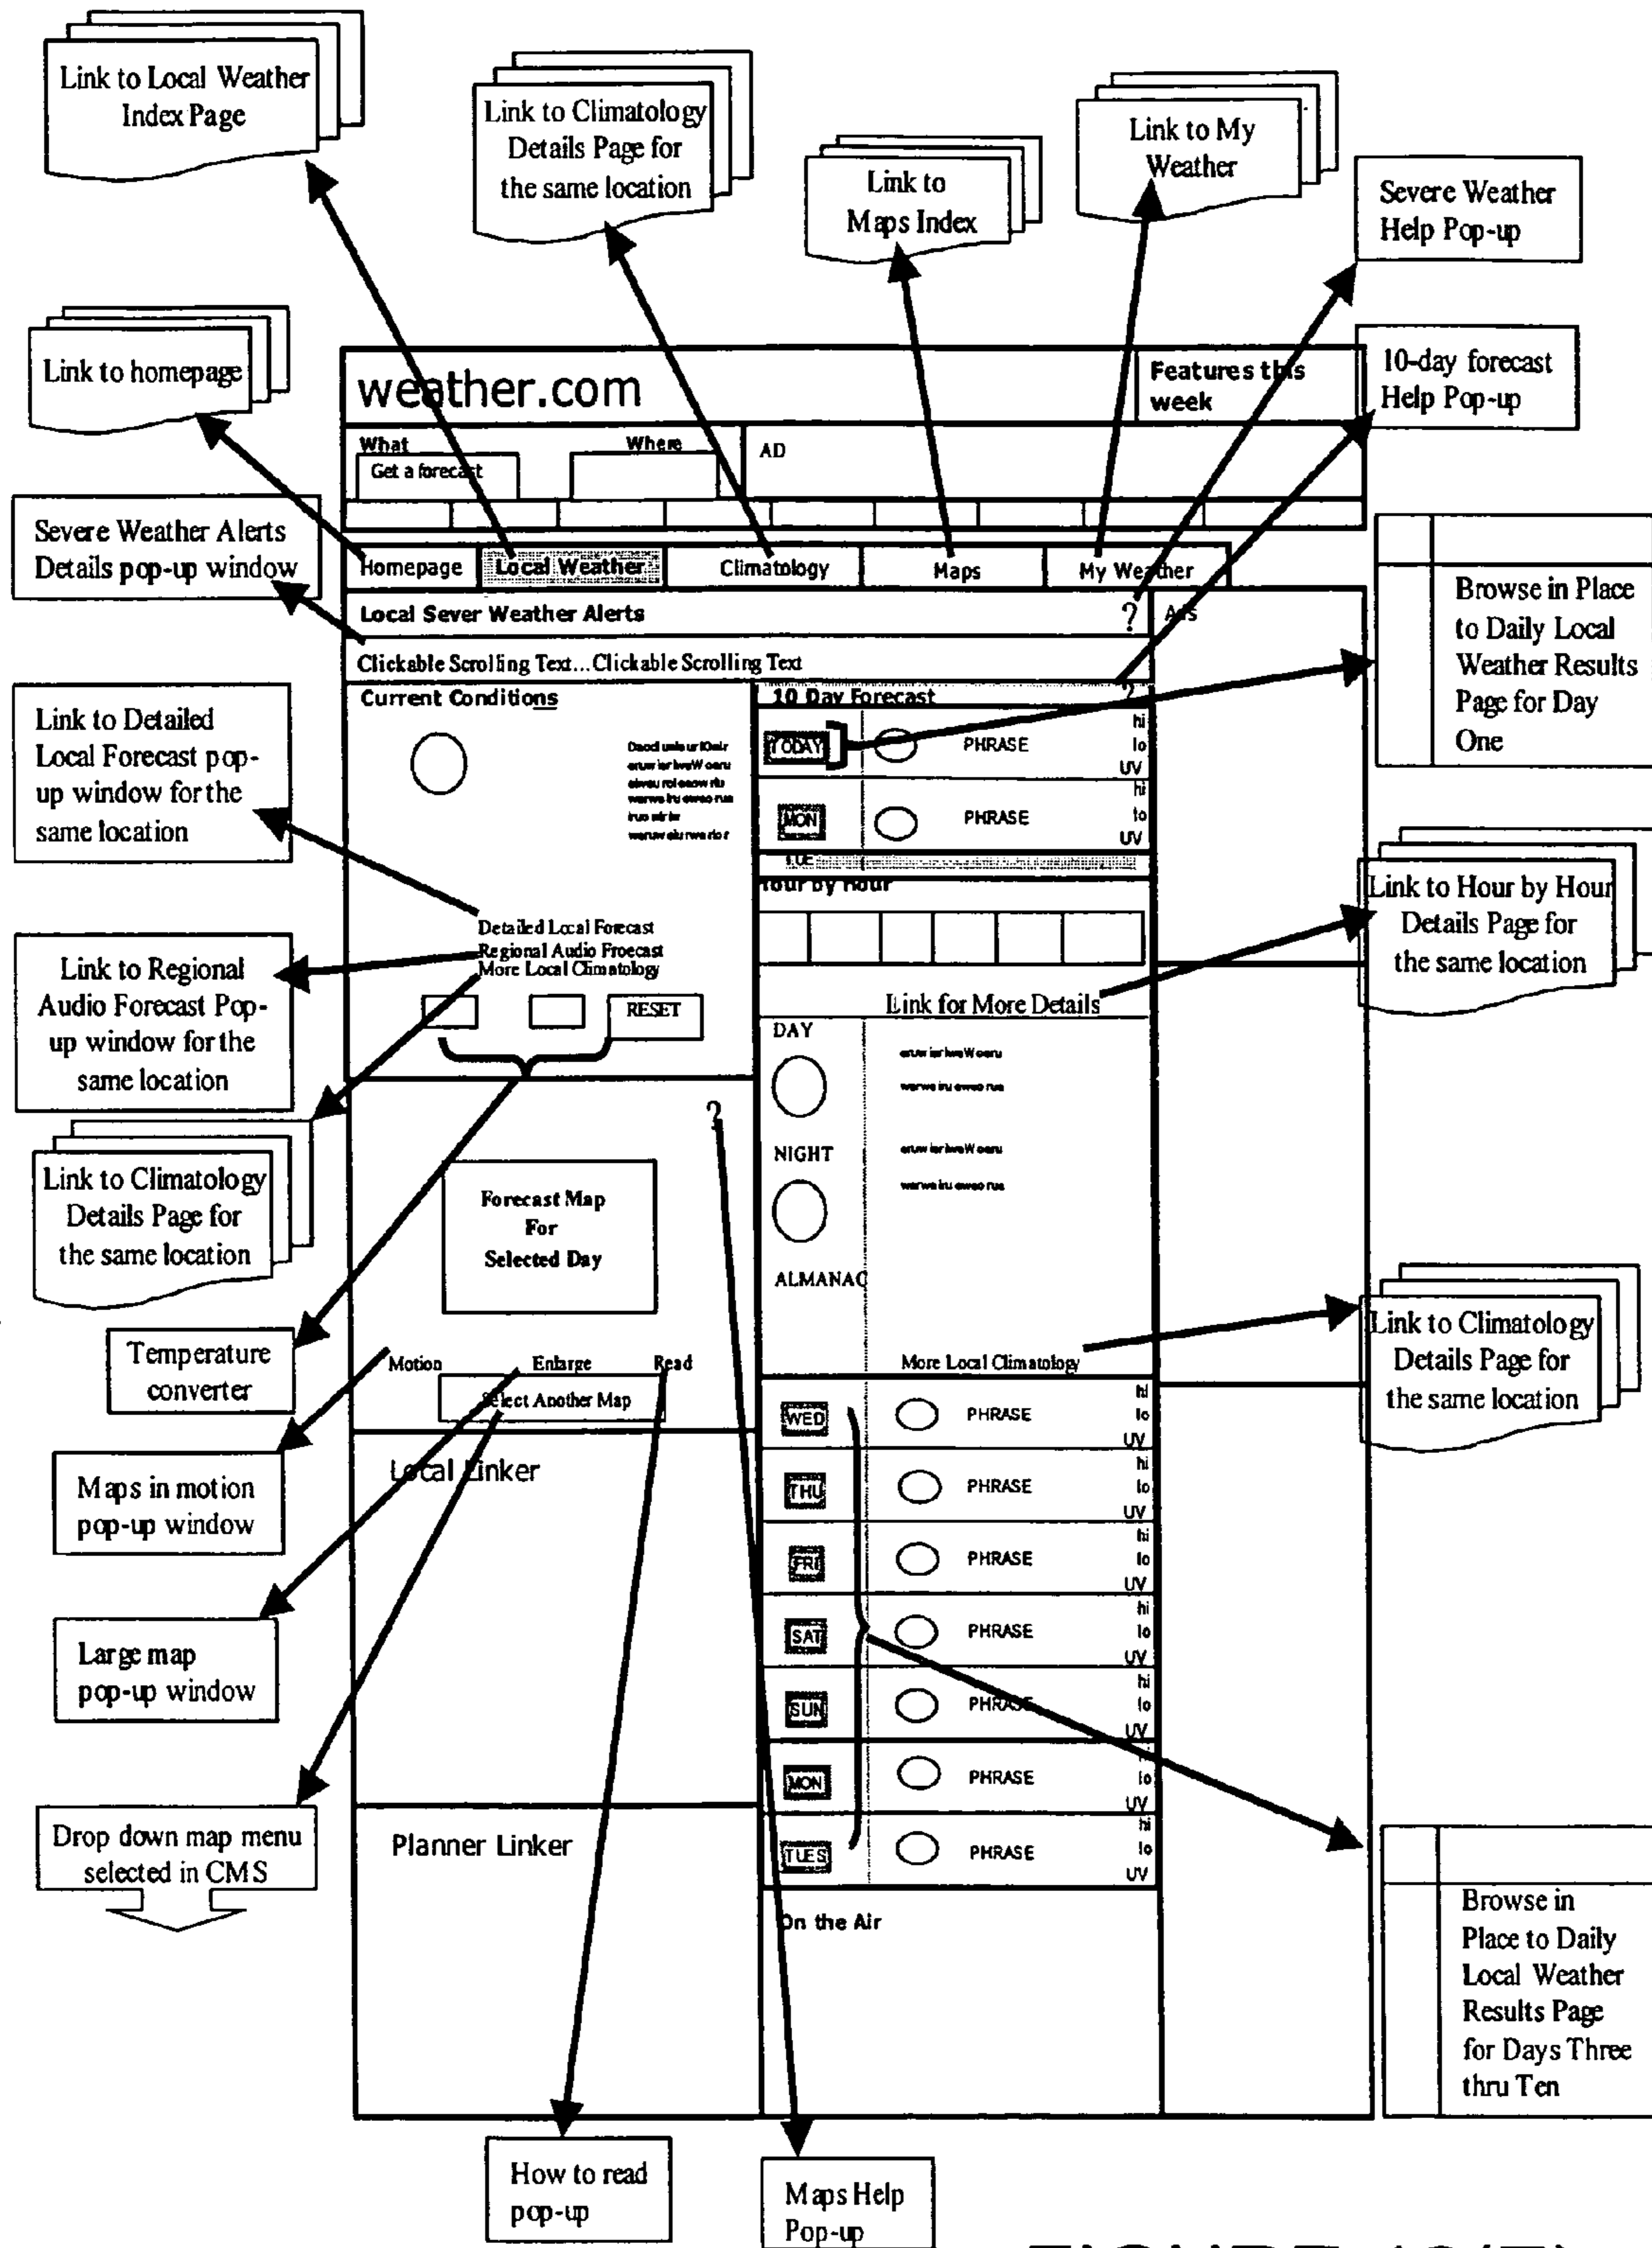 Link to Local Weather
Index Page
Link to Climatology
Details Page for
the same location
Link to
Maps Index
Link to My
Weather
Severe Weather
Help Pop-up
Link to homepage
10-day forecast
Help Pop-up
weather.com
Features this
week
What
Where
AD
Get a forecast
Severe Weather Alerts
Details pop-up window
Homepage
Local Weather
Climatology
Maps
My Weather
Local Sever Weather Alerts
?
Ads
Clickable Scrolling Text...Clickable Scrolling Text
Browse in Place
to Daily Local
Weather Results
Page for Day
One
Link to Detailed
Local Forecast pop-
up window for the
same location
Current Conditions
10 Day Forecast
?
TODAY
PHRASE
hi
lo
UV
MON
PHRASE
hi
lo
UV
TUE
Hour by Hour
Link to Hour by Hour
Details Page for
the same location
Detailed Local Forecast
Regional Audio Froecast
More Local Climatology
RESET
Link to Regional
Audio Forecast Pop-
up window for the
same location
Link for More Details
DAY
NIGHT
ALMANAC
?
Link to Climatology
Details Page for
the same location
Forecast Map
For
Selected Day
Link to Climatology
Details Page for
the same location
Temperature
converter
Motion
Enlarge
Read
Select Another Map
More Local Climatology
Maps in motion
pop-up window
Local Linker
WED
PHRASE
hi
lo
UV
THU
PHRASE
hi
lo
UV
FRI
PHRASE
hi
lo
UV
SAT
PHRASE
hi
lo
UV
SUN
PHRASE
hi
lo
UV
MON
PHRASE
hi
lo
UV
TUES
PHRASE
hi
lo
UV
Large map
pop-up window
Drop down map menu
selected in CMS
Planner Linker
On the Air
Browse in
Place to Daily
Local Weather
Results Page
for Days Three
thru Ten
How to read
pop-up
Maps Help
Pop-up